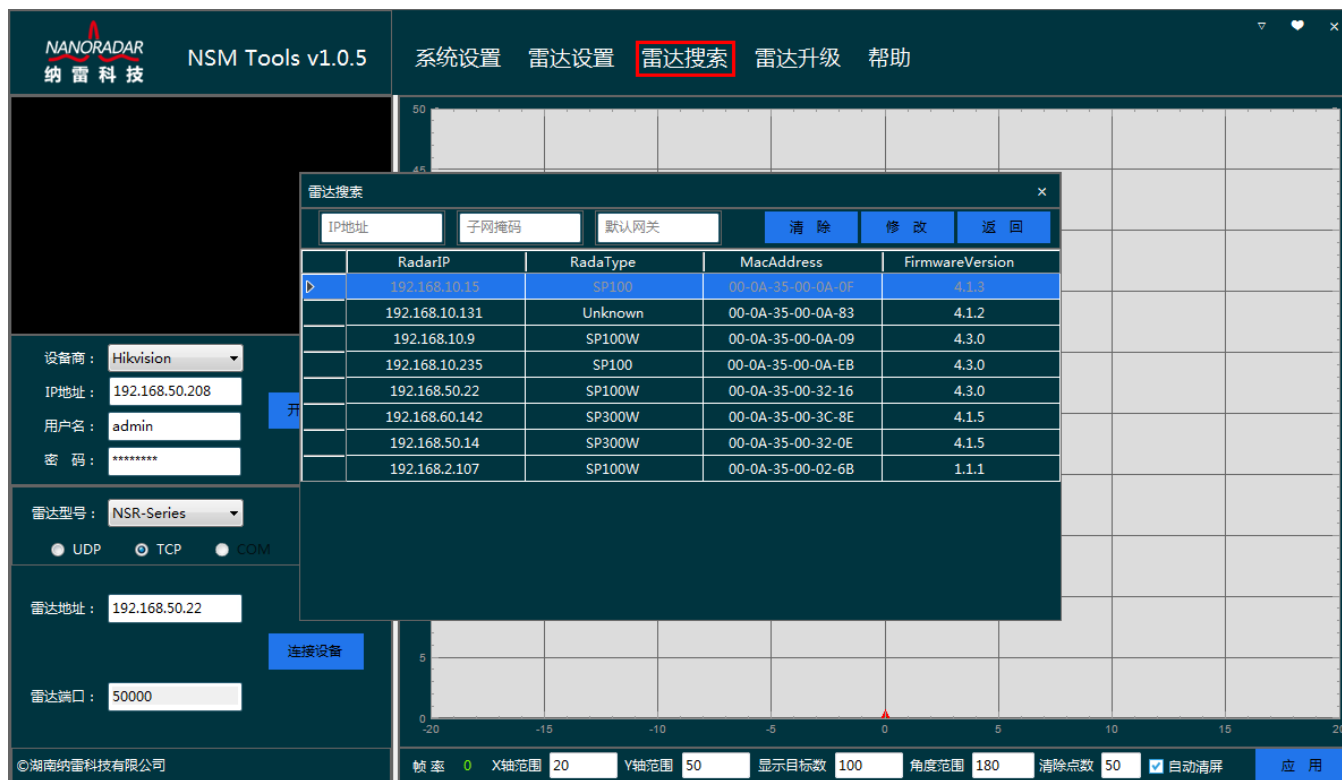 NANORADAR
纳雷科技
NSM Tools v1.0.5
系统设置 雷达设置 雷达搜索 雷达升级 帮助
设备商： Hikvision
IP地址： 192.168.50.208
用户名： admin
密 码： ********
开
雷达型号： NSR-Series
UDP TCP COM
雷达地址： 192.168.50.22
连接设备
雷达端口： 50000
©湖南纳雷科技有限公司
50
45
雷达搜索
IP地址 子网掩码 默认网关 清 除 修 改 返 回
RadarIP RadaType MacAddress FirmwareVersion
192.168.10.15 SP100 00-0A-35-00-0A-0F 4.1.3
192.168.10.131 Unknown 00-0A-35-00-0A-83 4.1.2
192.168.10.9 SP100W 00-0A-35-00-0A-09 4.3.0
192.168.10.235 SP100 00-0A-35-00-0A-EB 4.3.0
192.168.50.22 SP100W 00-0A-35-00-32-16 4.3.0
192.168.60.142 SP300W 00-0A-35-00-3C-8E 4.1.5
192.168.50.14 SP300W 00-0A-35-00-32-0E 4.1.5
192.168.2.107 SP100W 00-0A-35-00-02-6B 1.1.1
5
0
-20 -15 -10 -5 0 5 10 15 20
帧 率 0 X轴范围 20 Y轴范围 50 显示目标数 100 角度范围 180 清除点数 50 自动清屏 应 用